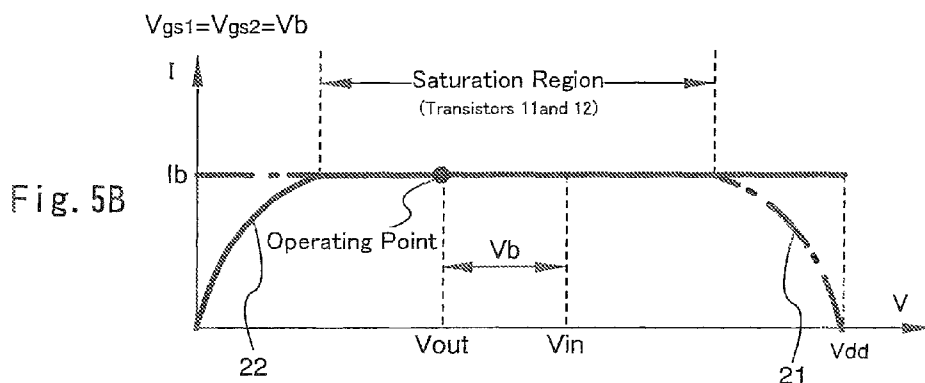 Vgs1=Vgs2=Vb
I
Saturation Region
(Transistors 11and 12)
Ib
Fig. 5B
Operating Point
Vb
V
22
Vout
Vin
21
Vdd